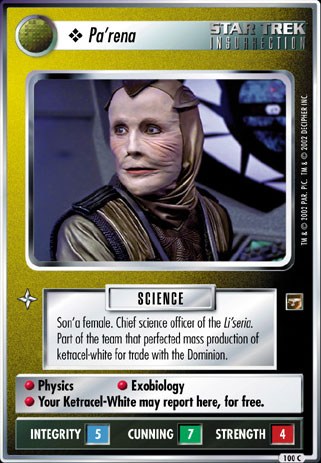 ❖ Pa'rena
STAR TREK
INSURRECTION
TM & © 2002 PAR. PIC. TM & © 2002 DECIPHER INC.
SCIENCE
Son'a female. Chief science officer of the Li'seria.
Part of the team that perfected mass production of
ketracel-white for trade with the Dominion.
Physics
Exobiology
Your Ketracel-White may report here, for free.
INTEGRITY 5 CUNNING 7 STRENGTH 4
100 C